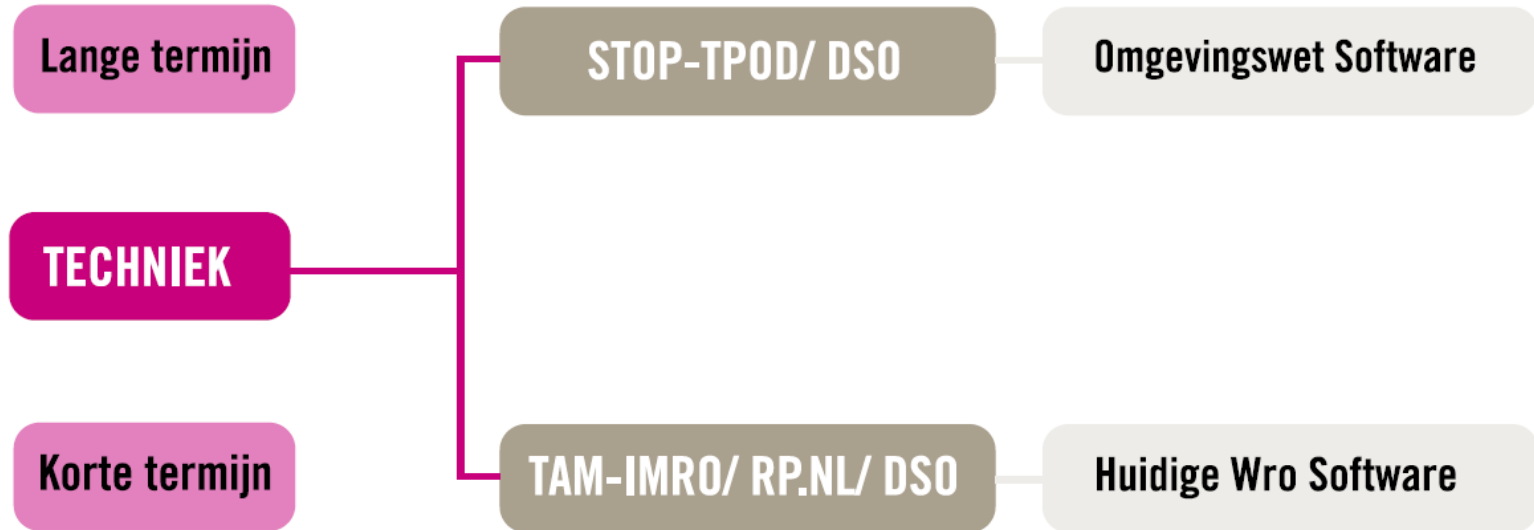 Lange termijn
STOP-TPOD/ DSO
Omgevingswet Software
TECHNIEK
Korte termijn
TAM-IMRO/ RP.NL/ DSO
Huidige Wro Software